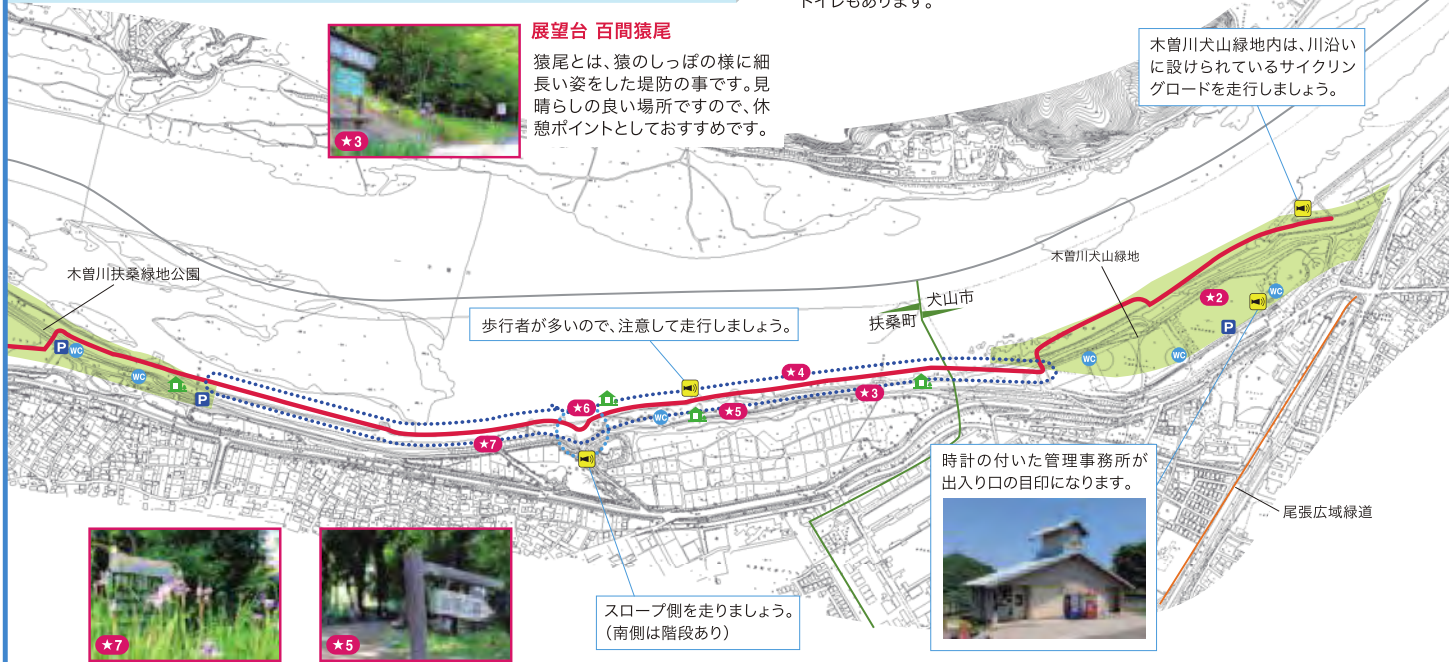 トイレもあります。
展望台 百間猿尾
猿尾とは、猿のしっぽの様に細
長い姿をした堤防の事です。見
晴らしの良い場所ですので、休
憩ポイントとしておすすめです。
★3
木曽川犬山緑地内は、川沿い
に設けられているサイクリン
グロードを走行しましょう。
木曽川扶桑緑地公園
木曽川犬山緑地
犬山市
扶桑町
歩行者が多いので、注意して走行しましょう。
★2
WC
P
WC
WC
P
WC
WC
P
★4
★3
★6
★5
WC
★7
時計の付いた管理事務所が
出入り口の目印になります。
尾張広域緑道
スロープ側を走りましょう。
(南側は階段あり)
★7
★5